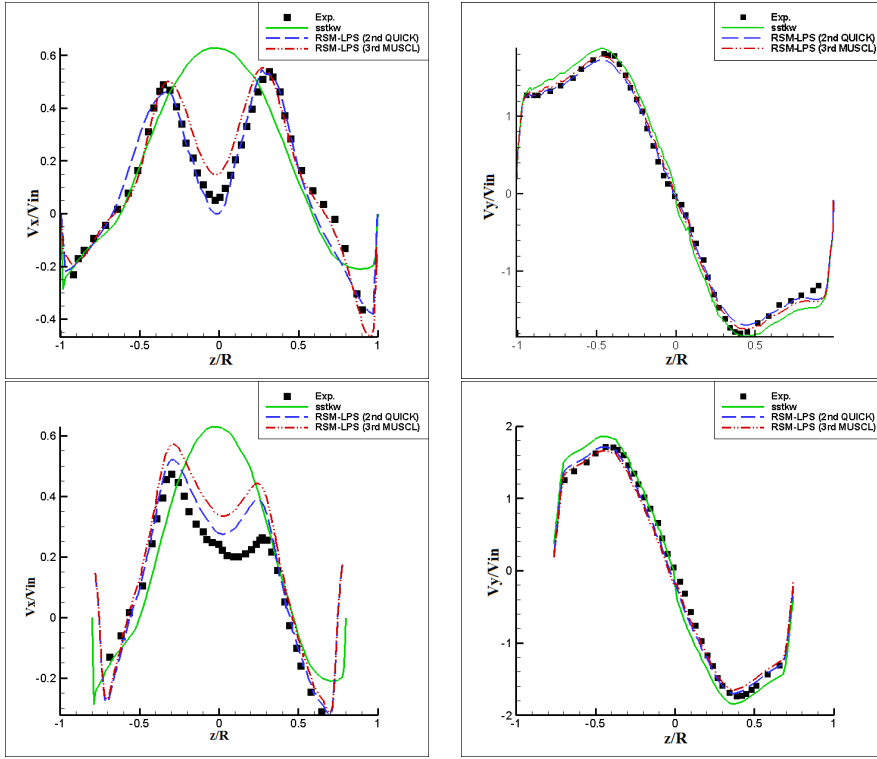 Exp.
sstkw
RSM-LPS (2nd QUICK)
RSM-LPS (3rd MUSCL)
Vx/Vin
0.6
0.4
0.2
0
-0.2
-0.4
-1
-0.5
0
0.5
1
z/R
Exp.
sstkw
RSM-LPS (2nd QUICK)
RSM-LPS (3rd MUSCL)
Vy/Vin
1
0
-1
-1
-0.5
0
0.5
1
z/R
Exp.
sstkw
RSM-LPS (2nd QUICK)
RSM-LPS (3rd MUSCL)
Vx/Vin
0.6
0.4
0.2
0
-0.2
-1
-0.5
0
0.5
1
z/R
Exp.
sstkw
RSM-LPS (2nd QUICK)
RSM-LPS (3rd MUSCL)
Vy/Vin
2
1
0
-1
-2
-1
-0.5
0
0.5
1
z/R